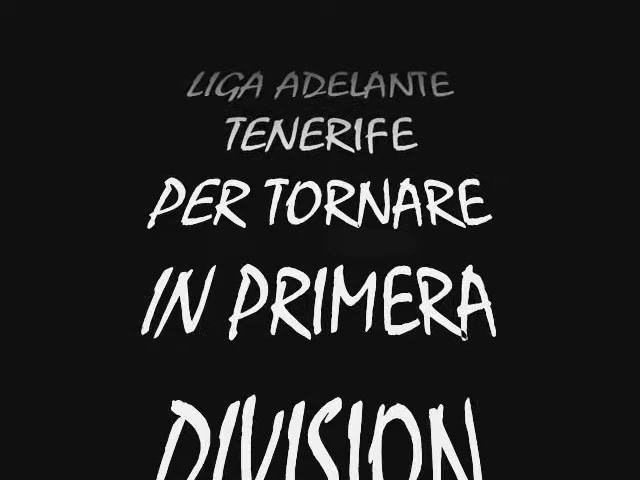 LIGA ADELANTE
TENERIFE
PER TORNARE
IN PRIMERA
DIVISION